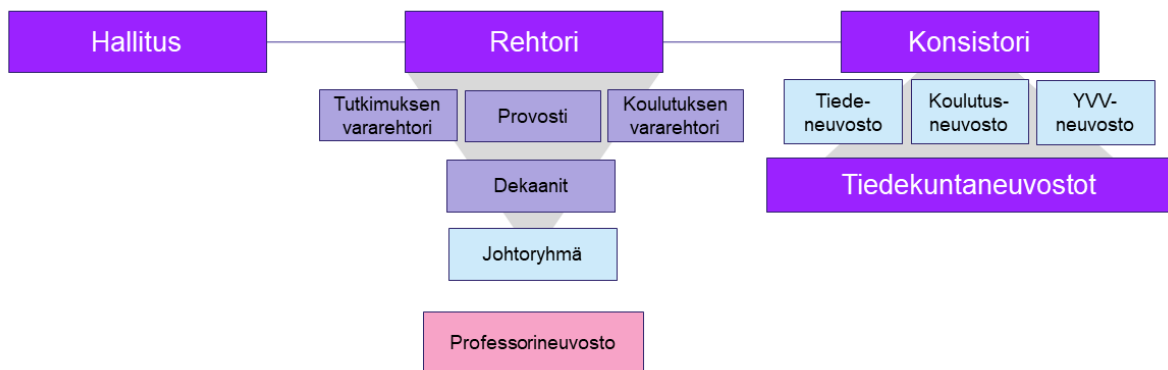 Hallitus
Rehtori
Konsistori
Tutkimuksen
vararehtori
Provosti
Koulutuksen
vararehtori
Tiede-
neuvosto
Koulutus-
neuvosto
YVV-
neuvosto
Dekaanit
Tiedekuntaneuvostot
Johtoryhmä
Professorineuvosto